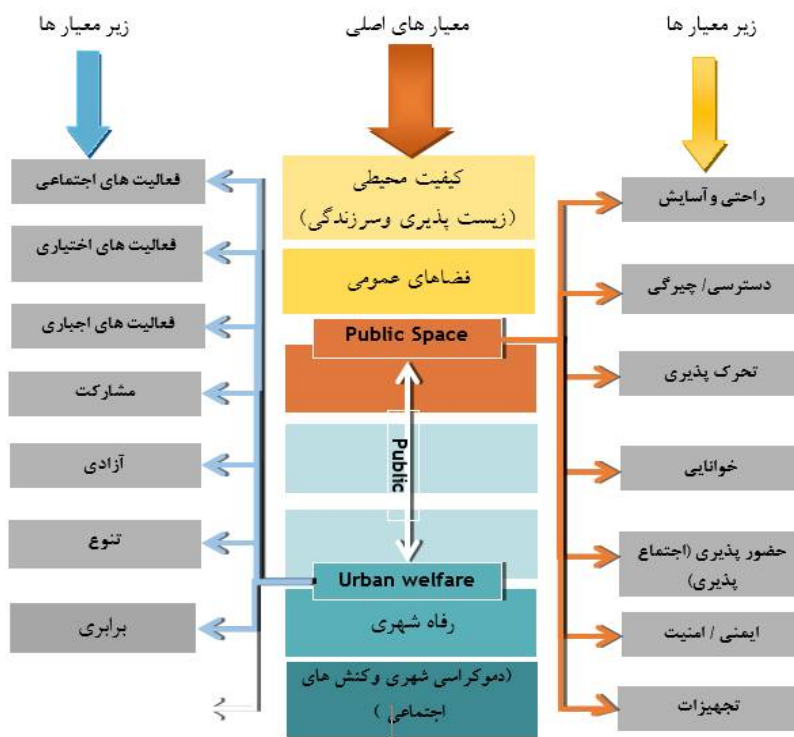 زیر معیار ها
معیار های اصلی
زیر معیار ها
راحتی و آسایش
دسترسی/ چیرگی
تحرک پذیری
خوانایی
حضور پذیری (اجتماع
پذیری)
ایمنی / امنیت
تجهیزات
کیفیت محیطی
(زیست پذیری وسرزندگی)
فضاهای عمومی
Public Space
Public
Urban welfare
رفاه شهری
(دموکراسی شهری وکنش های
اجتماعی )
فعالیت های اجتماعی
فعالیت های اختیاری
فعالیت های اجباری
مشارکت
آزادی
تنوع
برابری